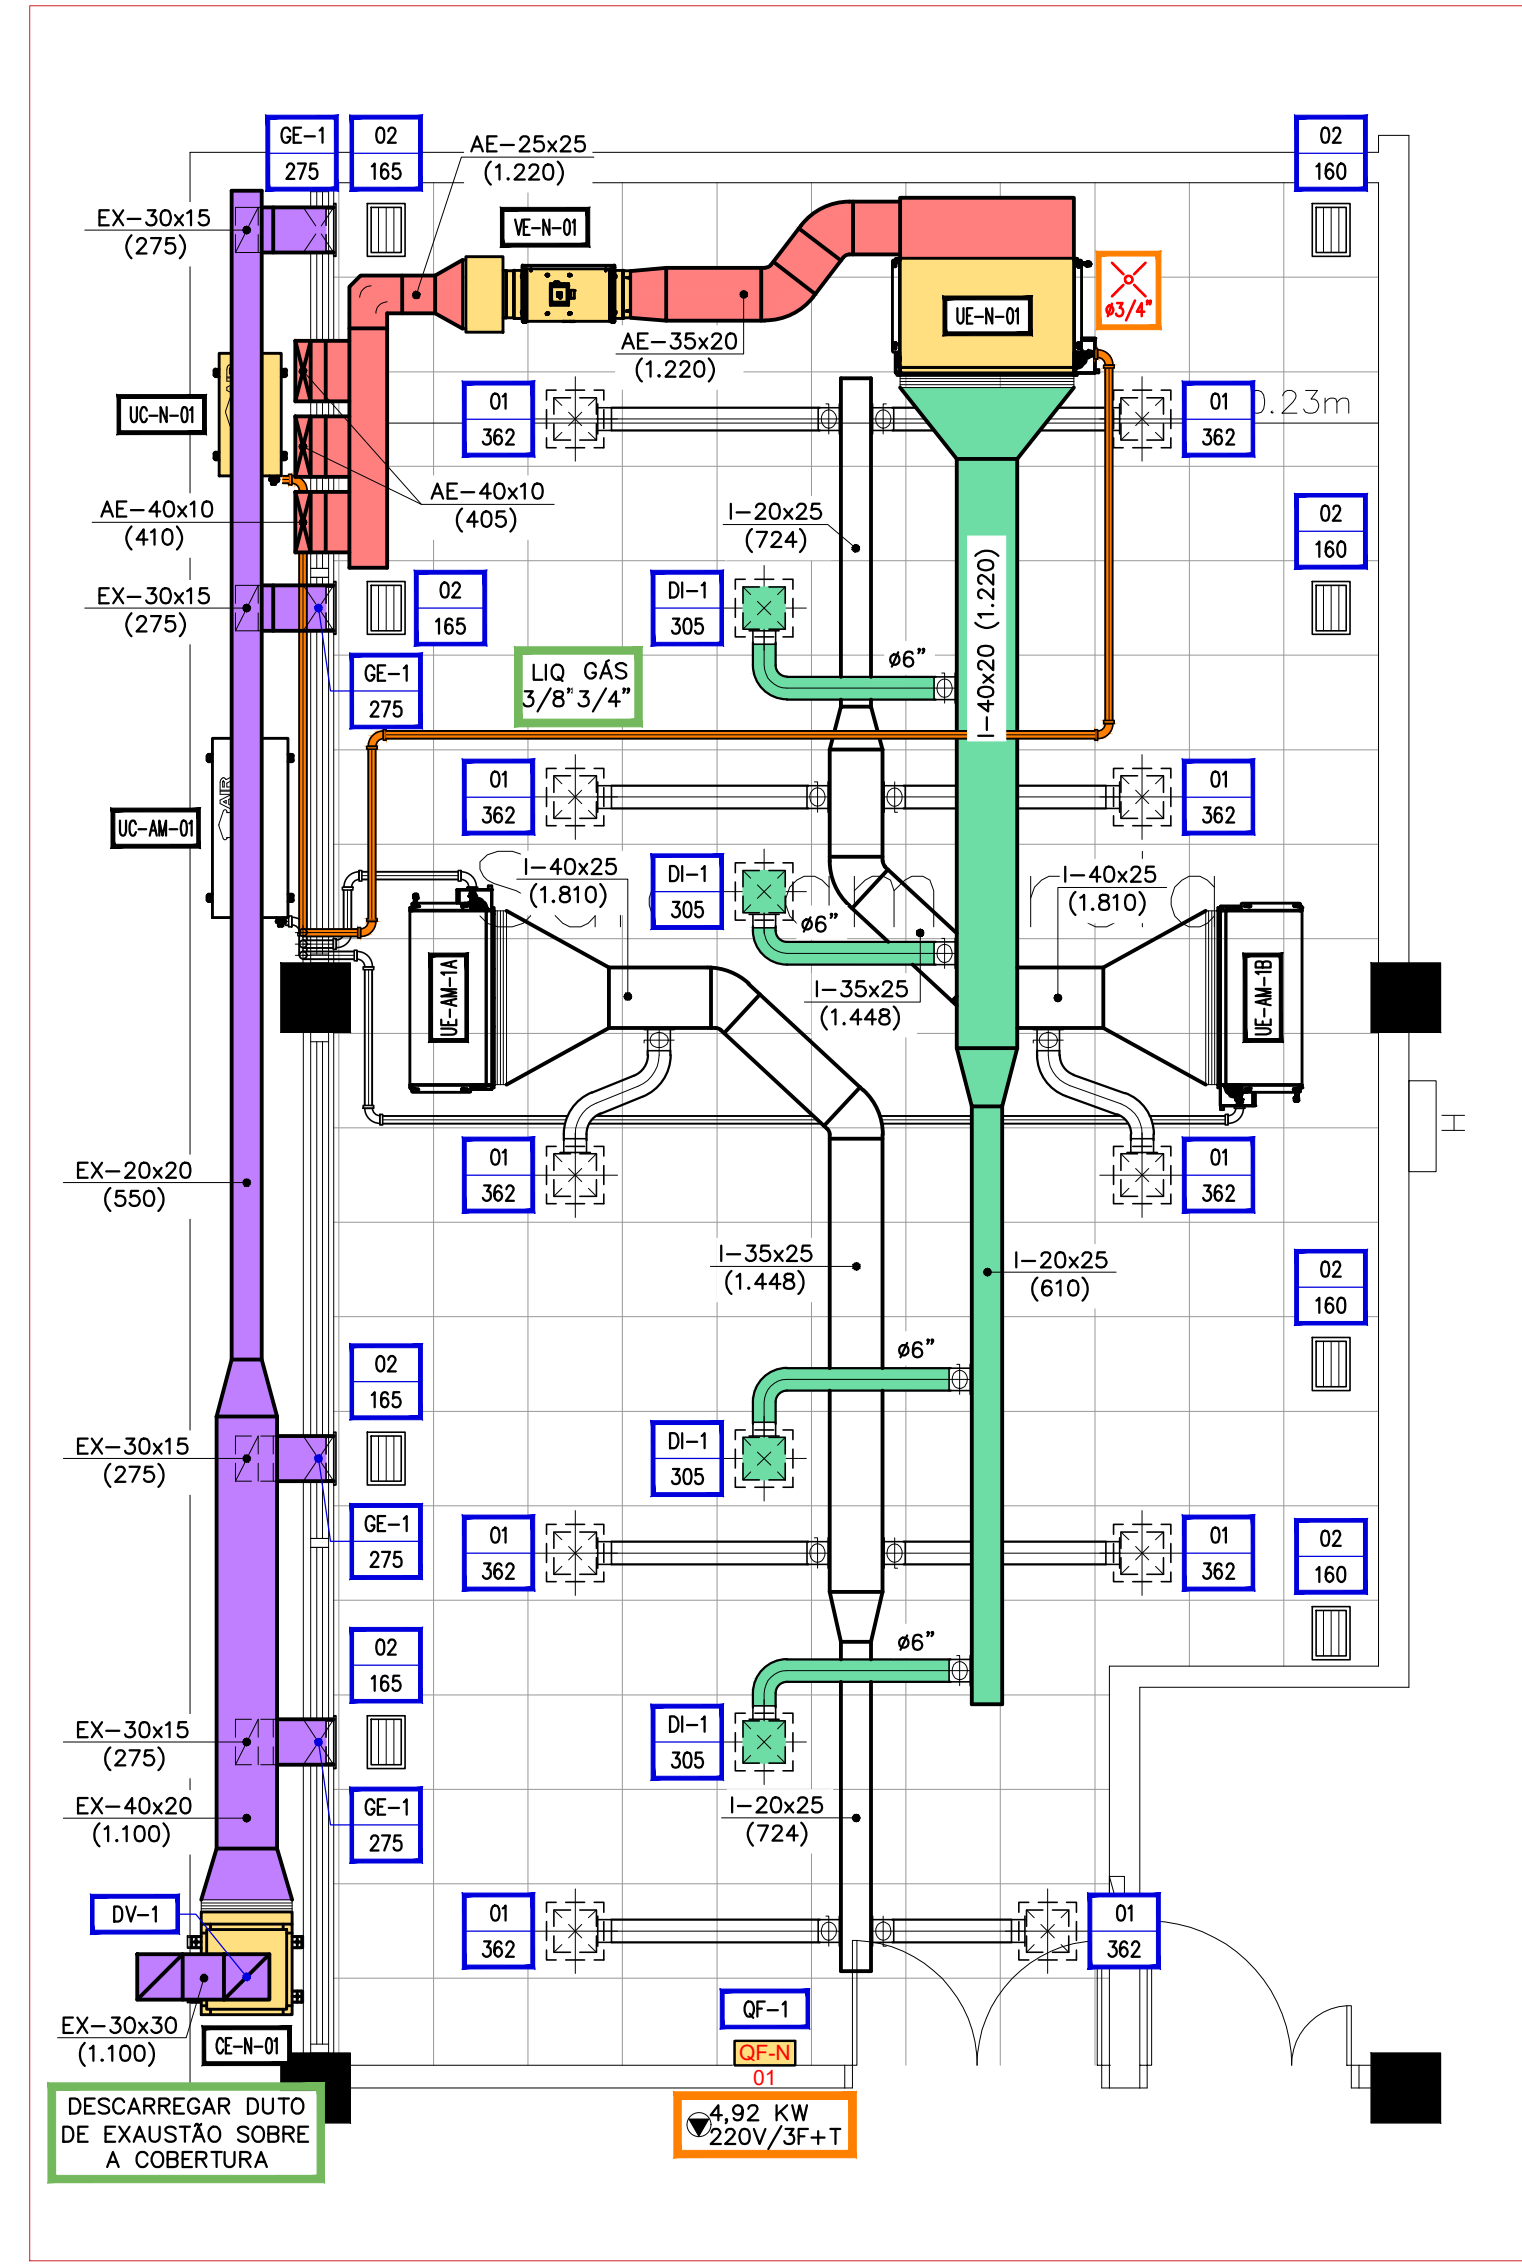 GE-1
275
02
165
AE-25x25
(1.220)
02
160
EX-30x15
(275)
VE-N-01
ø3/4"
UE-N-01
AE-35x20
(1.220)
AIR
UC-N-01
01
362
01
362
0.23m
AE-40x10
(405)
AE-40x10
(410)
I-20x25
(724)
02
160
I-40x20 (1.220)
EX-30x15
(275)
02
165
DI-1
305
ø6"
GE-1
275
LIQ GÁS
3/8" 3/4"
01
362
01
362
AIR
UC-AM-01
I-40x25
(1.810)
DI-1
305
ø6"
I-40x25
(1.810)
UE-AM-1A
I-35x25
(1.448)
UE-AM-1B
H
EX-20x20
(550)
01
362
01
362
I-35x25
(1.448)
I-20x25
(610)
02
160
02
165
ø6"
EX-30x15
(275)
DI-1
305
GE-1
275
01
362
01
362
02
160
02
165
ø6"
EX-30x15
(275)
DI-1
305
EX-40x20
(1.100)
GE-1
275
I-20x25
(724)
DV-1
01
362
01
362
EX-30x30
(1.100)
CE-N-01
QF-1
QF-N
01
DESCARREGAR DUTO
DE EXAUSTÃO SOBRE
A COBERTURA
4,92 KW
220V/3F+T